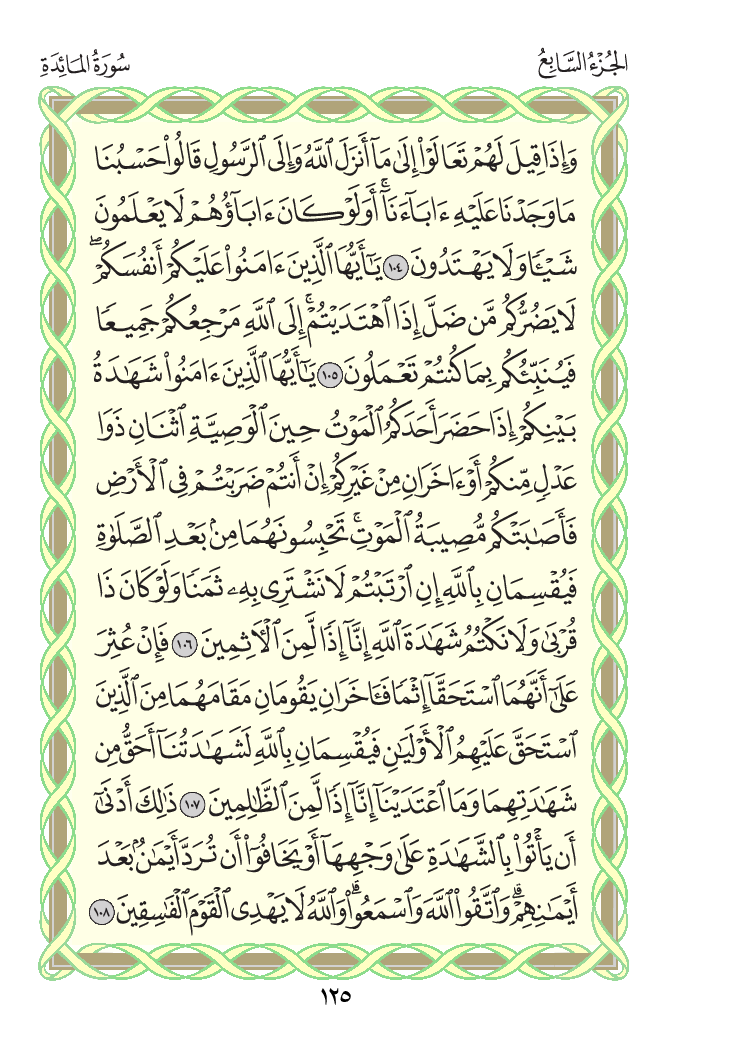 الجُزْءُ السَّابِعُ
سُورَةُ المَائِدَةِ
وَإِذَا قِيلَ لَهُمْ تَعَالَوْاْ إِلَىٰ مَآ أَنزَلَ ٱللَّهُ وَإِلَى ٱلرَّسُولِ قَالُواْ حَسْبُنَا
مَا وَجَدْنَا عَلَيْهِ ءَابَآءَنَآۚ أَوَلَوْ كَانَ ءَابَآؤُهُمْ لَا يَعْلَمُونَ
شَيْـًٔا وَلَا يَهْتَدُونَ ١٠٤ يَـٰٓأَيُّهَا ٱلَّذِينَ ءَامَنُواْ عَلَيْكُمْ أَنفُسَكُمْۖ
لَا يَضُرُّكُم مَّن ضَلَّ إِذَا ٱهْتَدَيْتُمْۚ إِلَى ٱللَّهِ مَرْجِعُكُمْ جَمِيعًا
فَيُنَبِّئُكُم بِمَا كُنتُمْ تَعْمَلُونَ ١٠٥ يَـٰٓأَيُّهَا ٱلَّذِينَ ءَامَنُواْ شَهَـٰدَةُ
بَيْنِكُمْ إِذَا حَضَرَ أَحَدَكُمُ ٱلْمَوْتُ حِينَ ٱلْوَصِيَّةِ ٱثْنَانِ ذَوَا
عَدْلٍ مِّنكُمْ أَوْ ءَاخَرَانِ مِنْ غَيْرِكُمْ إِنْ أَنتُمْ ضَرَبْتُمْ فِى ٱلْأَرْضِ
فَأَصَـٰبَتْكُم مُّصِيبَةُ ٱلْمَوْتِۚ تَحْبِسُونَهُمَا مِنۢ بَعْدِ ٱلصَّلَوٰةِ
فَيُقْسِمَانِ بِٱللَّهِ إِنِ ٱرْتَبْتُمْ لَا نَشْتَرِى بِهِۦ ثَمَنًا وَلَوْ كَانَ ذَا
قُرْبَىٰ وَلَا نَكْتُمُ شَهَـٰدَةَ ٱللَّهِ إِنَّآ إِذًا لَّمِنَ ٱلْـَٔاثِمِينَ ١٠٦ فَإِنْ عُثِرَ
عَلَىٰٓ أَنَّهُمَا ٱسْتَحَقَّآ إِثْمًا فَـَٔاخَرَانِ يَقُومَانِ مَقَامَهُمَا مِنَ ٱلَّذِينَ
ٱسْتَحَقَّ عَلَيْهِمُ ٱلْأَوْلَيَـٰنِ فَيُقْسِمَانِ بِٱللَّهِ لَشَهَـٰدَتُنَآ أَحَقُّ مِن
شَهَـٰدَتِهِمَا وَمَا ٱعْتَدَيْنَآ إِنَّآ إِذًا لَّمِنَ ٱلظَّـٰلِمِينَ ١٠٧ ذَٰلِكَ أَدْنَىٰٓ
أَن يَأْتُواْ بِٱلشَّهَـٰدَةِ عَلَىٰ وَجْهِهَآ أَوْ يَخَافُوٓاْ أَن تُرَدَّ أَيْمَـٰنٌۢ بَعْدَ
أَيْمَـٰنِهِمْۗ وَٱتَّقُواْ ٱللَّهَ وَٱسْمَعُواْۗ وَٱللَّهُ لَا يَهْدِى ٱلْقَوْمَ ٱلْفَـٰسِقِينَ ١٠٨
١٢٥